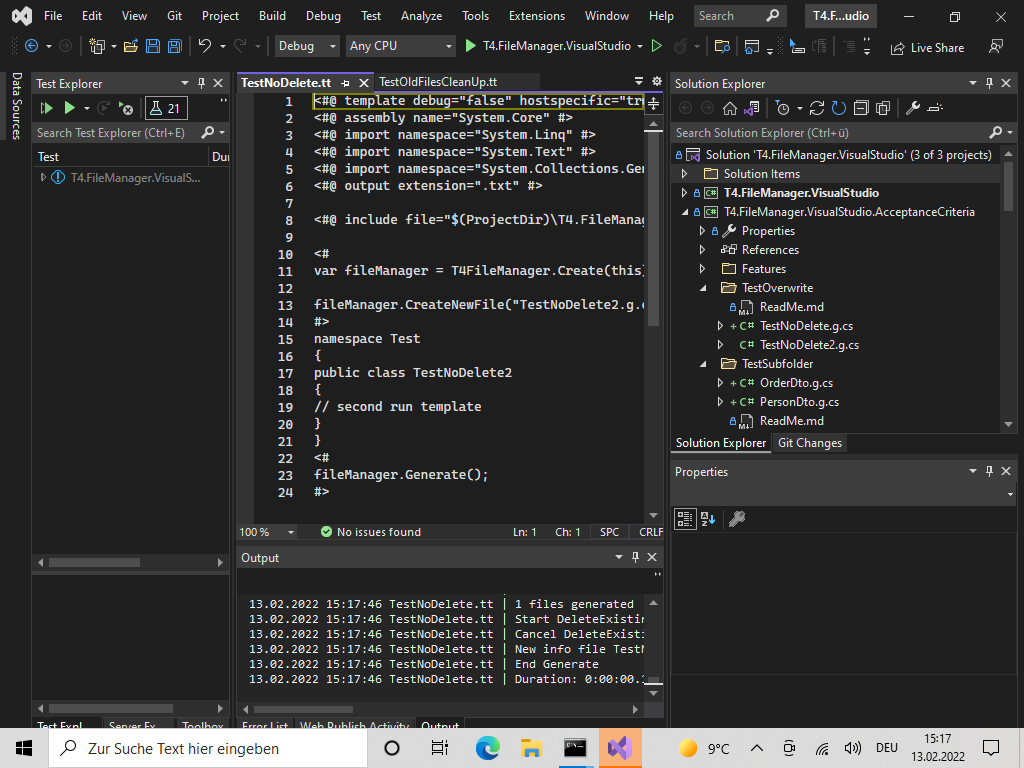 File Edit View Git Project Build Debug Test Analyze Tools Extensions Window Help Search T4.F...udio
Debug Any CPU T4.FileManager.VisualStudio Live Share
Data Sources
Test Explorer
21
Search Test Explorer (Ctrl+E)
Test Du
T4.FileManager.VisualS...
TestNoDelete.tt TestOldFilesCleanUp.tt
1 <#@ template debug="false" hostspecific="tr
2 <#@ assembly name="System.Core" #>
3 <#@ import namespace="System.Linq" #>
4 <#@ import namespace="System.Text" #>
5 <#@ import namespace="System.Collections.Gen
6 <#@ output extension=".txt" #>
7
8 <#@ include file="$(ProjectDir)\T4.FileManag
9
10 <#
11 var fileManager = T4FileManager.Create(this)
12
13 fileManager.CreateNewFile("TestNoDelete2.g.c
14 #>
15 namespace Test
16 {
17 public class TestNoDelete2
18 {
19 // second run template
20 }
21 }
22 <#
23 fileManager.Generate();
24 #>
100 % No issues found Ln: 1 Ch: 1 SPC CRLF
Output
13.02.2022 15:17:46 TestNoDelete.tt | 1 files generated
13.02.2022 15:17:46 TestNoDelete.tt | Start DeleteExistin
13.02.2022 15:17:46 TestNoDelete.tt | Cancel DeleteExisti
13.02.2022 15:17:46 TestNoDelete.tt | New info file TestN
13.02.2022 15:17:46 TestNoDelete.tt | End Generate
13.02.2022 15:17:46 TestNoDelete.tt | Duration: 0:00:00.1
Test Expl... Server Ex... Toolbox
Error List Web Publish Activity Output
Solution Explorer
Search Solution Explorer (Ctrl+ü)
Solution 'T4.FileManager.VisualStudio' (3 of 3 projects)
Solution Items
T4.FileManager.VisualStudio
T4.FileManager.VisualStudio.AcceptanceCriteria
Properties
References
Features
TestOverwrite
ReadMe.md
C# TestNoDelete.g.cs
C# TestNoDelete2.g.cs
TestSubfolder
C# OrderDto.g.cs
C# PersonDto.g.cs
ReadMe.md
Solution Explorer Git Changes
Properties
Zur Suche Text hier eingeben
9°C DEU
15:17
13.02.2022